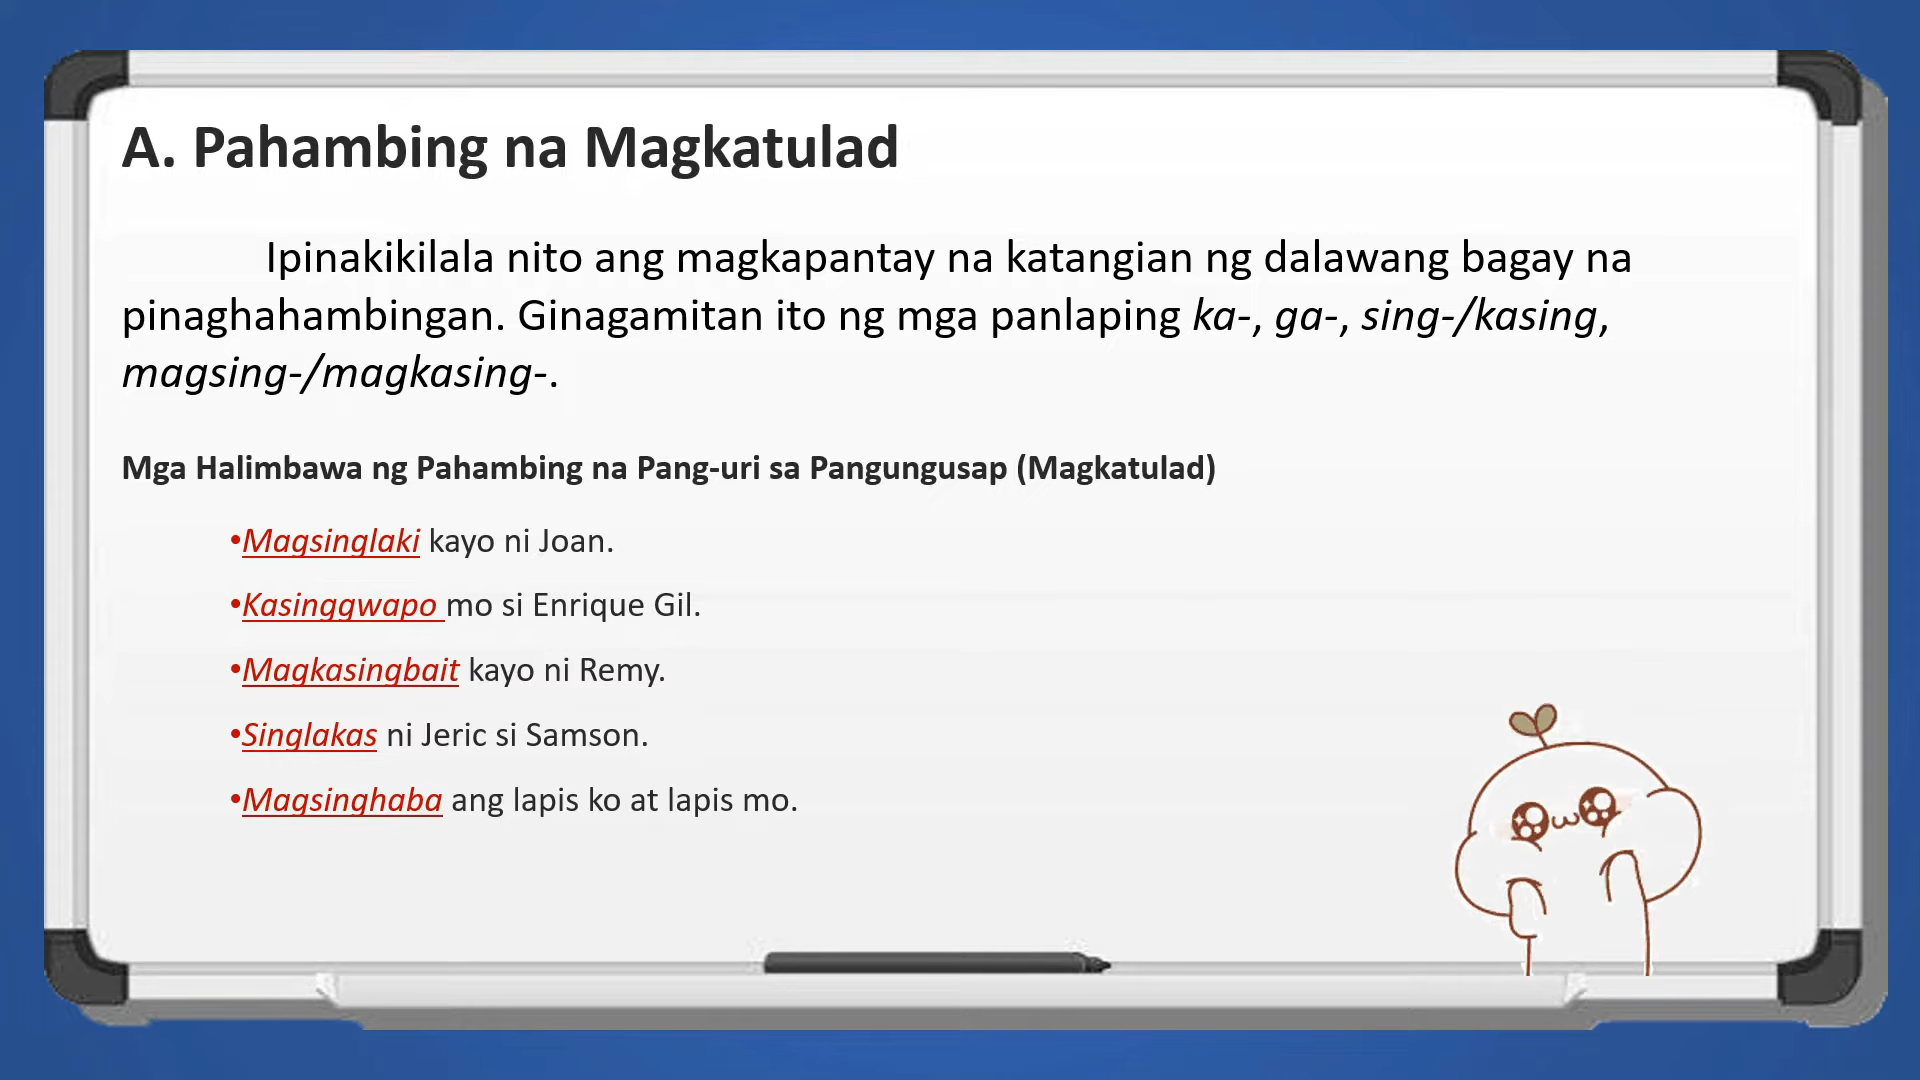 A. Pahambing na Magkatulad
Ipinakikilala nito ang magkapantay na katangian ng dalawang bagay na
pinaghahambingan. Ginagamitan ito ng mga panlaping ka-, ga-, sing-/kasing,
magsing-/magkasing-.
Mga Halimbawa ng Pahambing na Pang-uri sa Pangungusap (Magkatulad)
•Magsinglaki kayo ni Joan.
•Kasinggwapo mo si Enrique Gil.
•Magkasingbait kayo ni Remy.
•Singlakas ni Jeric si Samson.
•Magsinghaba ang lapis ko at lapis mo.